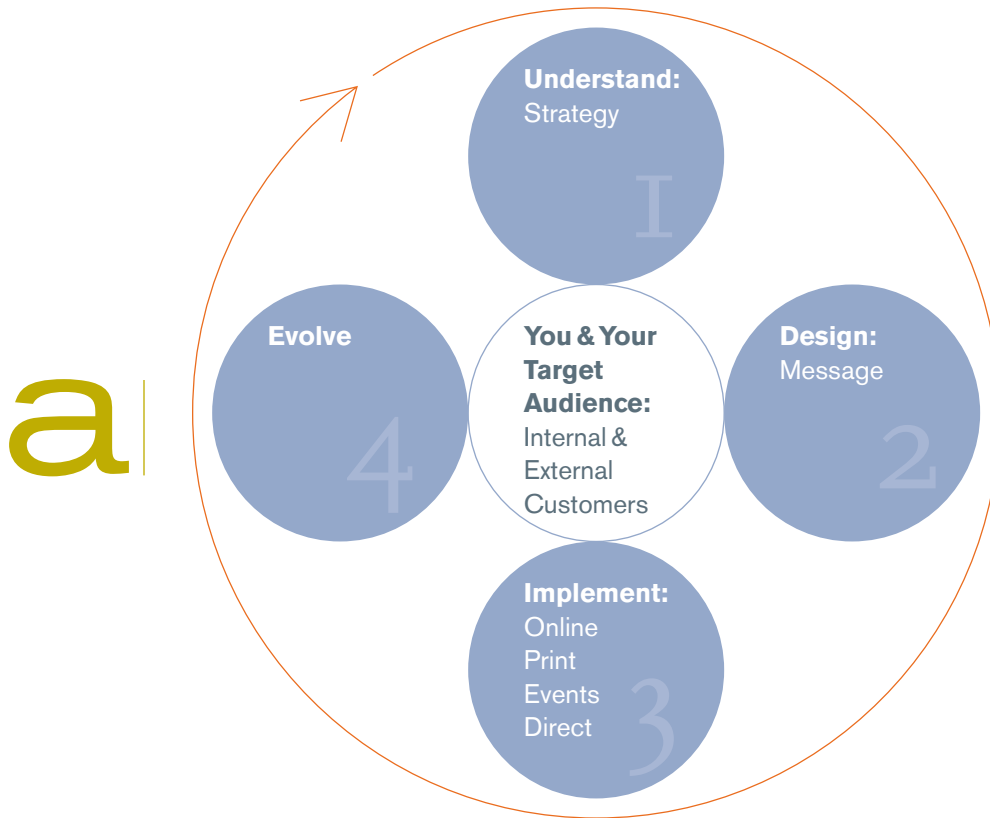 Understand:
Strategy
1
Evolve
4
a
You & Your
Target
Audience:
Internal &
External
Customers
Design:
Message
2
Implement:
Online
Print
Events
Direct
3